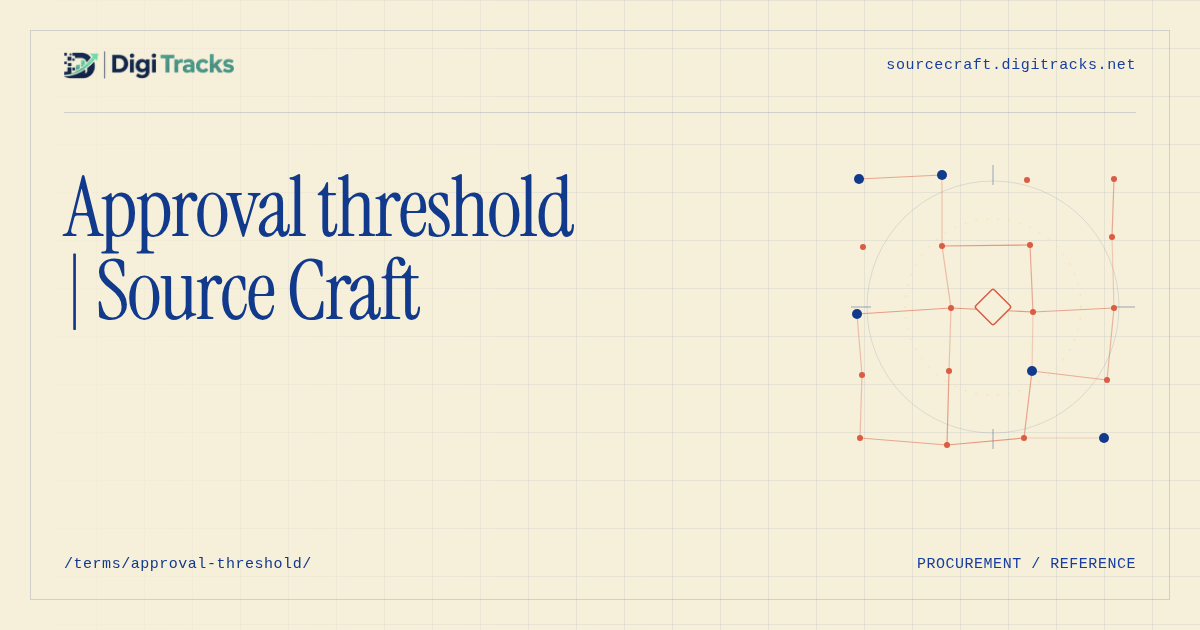 Digi Tracks
sourcecraft.digitracks.net
Approval threshold
| Source Craft
/terms/approval-threshold/
PROCUREMENT / REFERENCE